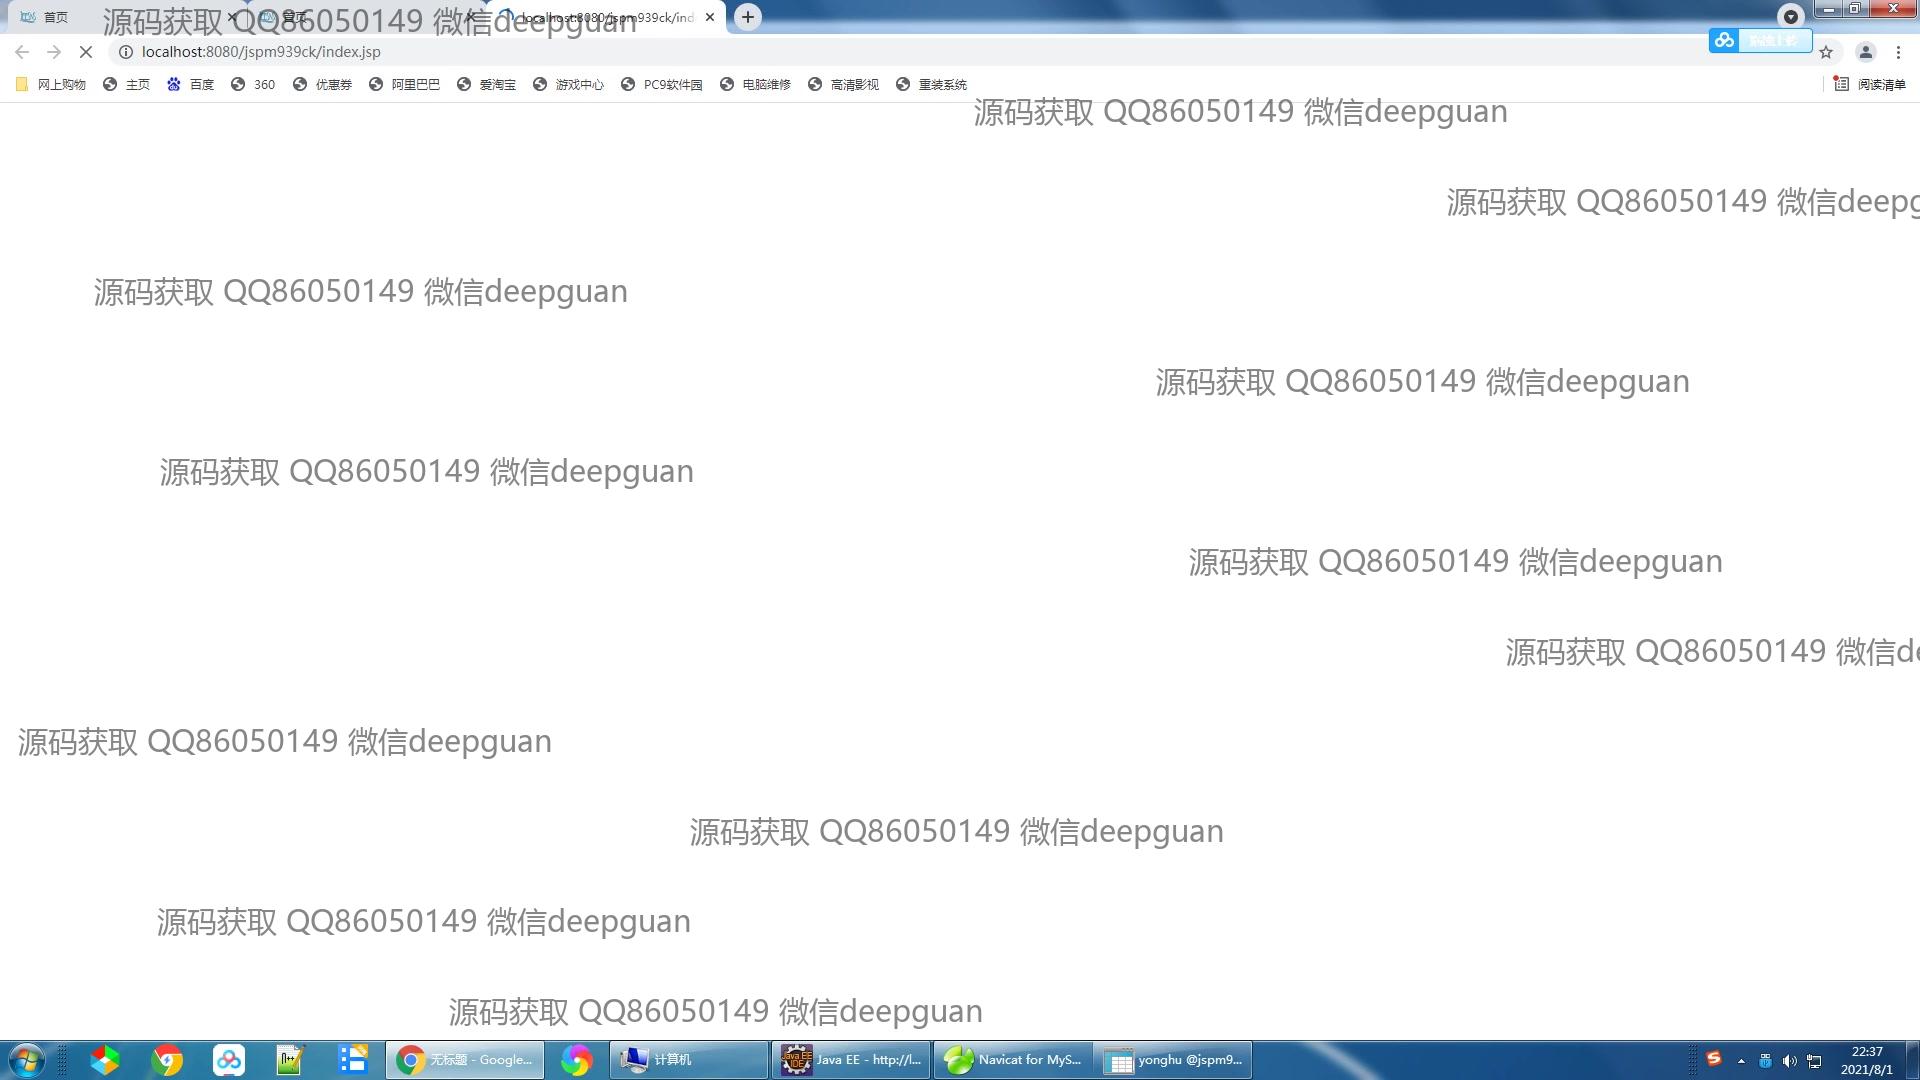 首页
localhost:8080/jspm939ck/ind
源码获取 QQ86050149 微信deepguan
localhost:8080/jspm939ck/index.jsp
网上购物 主页 百度 360 优惠券 阿里巴巴 爱淘宝 游戏中心 PC9软件园 电脑维修 高清影视 重装系统 阅读清单
源码获取 QQ86050149 微信deepguan
源码获取 QQ86050149 微信deepg
源码获取 QQ86050149 微信deepguan
源码获取 QQ86050149 微信deepguan
源码获取 QQ86050149 微信deepguan
源码获取 QQ86050149 微信deepguan
源码获取 QQ86050149 微信de
源码获取 QQ86050149 微信deepguan
源码获取 QQ86050149 微信deepguan
源码获取 QQ86050149 微信deepguan
源码获取 QQ86050149 微信deepguan
无标题 - Google... 计算机 Java EE - http://l... Navicat for MyS... yonghu @jspm9...
22:37
2021/8/1